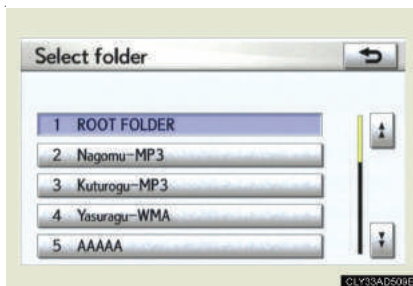 Select folder
1 ROOT FOLDER
2 Nagomu-MP3
3 Kuturogu-MP3
4 Yasuragu-WMA
5 AAAAA
CLY33AD509E